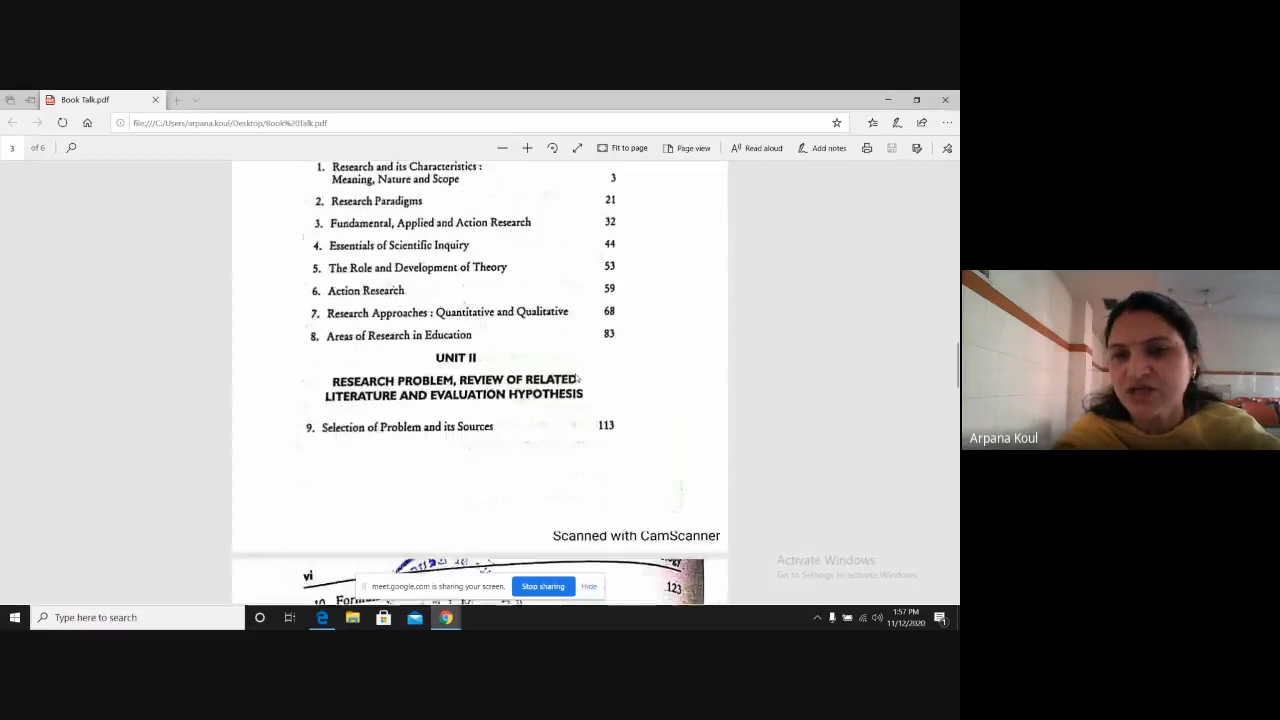 Book Talk.pdf
file:///C:/Users/arpana.koul/Desktop/Book%20Talk.pdf
3 of 6
Fit to page
Page view
Read aloud
Add notes
1. Research and its Characteristics :
Meaning, Nature and Scope 3
2. Research Paradigms 21
3. Fundamental, Applied and Action Research 32
4. Essentials of Scientific Inquiry 44
5. The Role and Development of Theory 53
6. Action Research 59
7. Research Approaches : Quantitative and Qualitative 68
8. Areas of Research in Education 83
UNIT II
RESEARCH PROBLEM, REVIEW OF RELATED
LITERATURE AND EVALUATION HYPOTHESIS
9. Selection of Problem and its Sources 113
Scanned with CamScanner
Arpana Koul
Activate Windows
Go to Settings to activate Windows.
vi
meet.google.com is sharing your screen.
Stop sharing
Hide
123
Type here to search
1:57 PM
11/12/2020